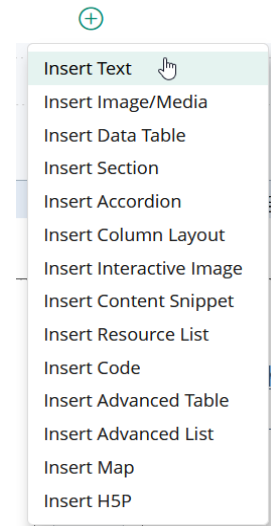 Insert Text
Insert Image/Media
Insert Data Table
Insert Section
Insert Accordion
Insert Column Layout
Insert Interactive Image
Insert Content Snippet
Insert Resource List
Insert Code
Insert Advanced Table
Insert Advanced List
Insert Map
Insert H5P